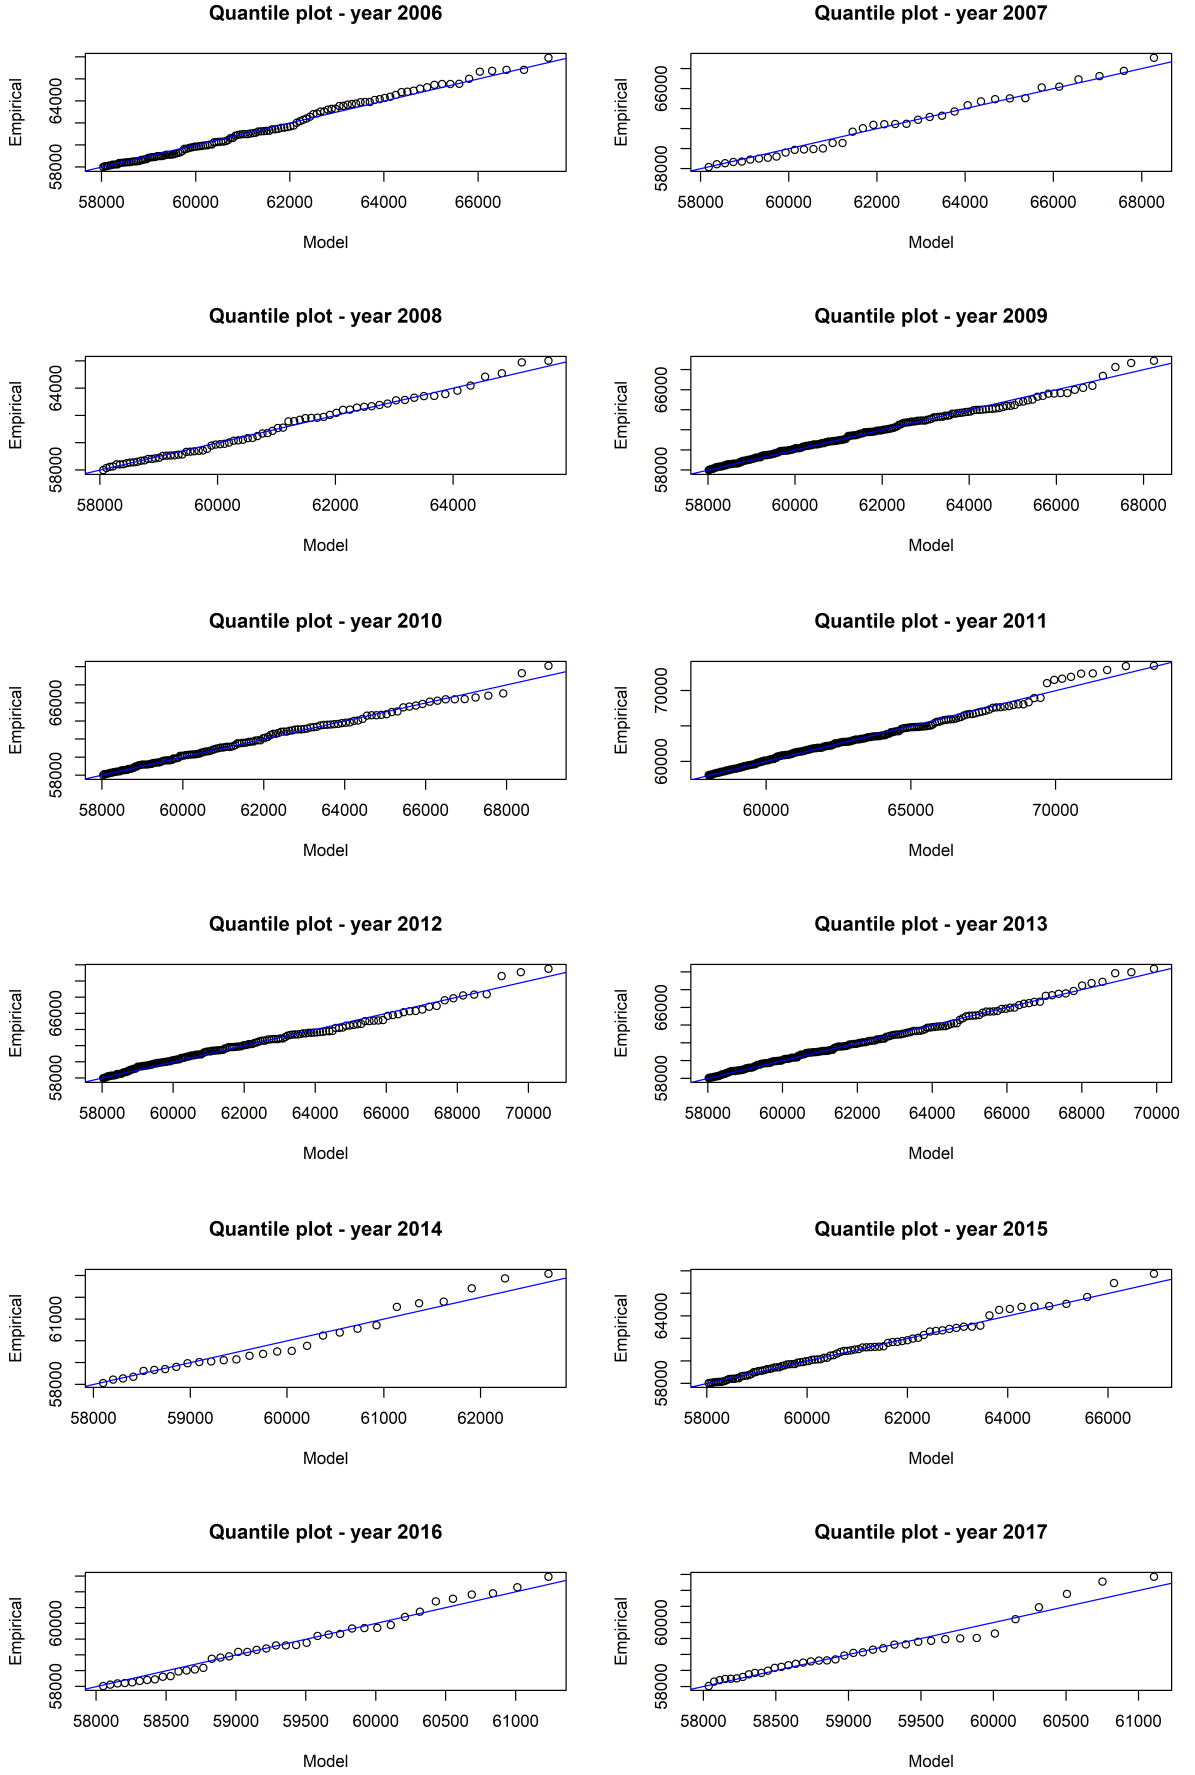 Quantile plot - year 2006
Empirical
58000 64000
58000 60000 62000 64000 66000
Model
Quantile plot - year 2007
Empirical
58000 66000
58000 60000 62000 64000 66000 68000
Model
Quantile plot - year 2008
Empirical
58000 64000
58000 60000 62000 64000
Model
Quantile plot - year 2009
Empirical
58000 66000
58000 60000 62000 64000 66000 68000
Model
Quantile plot - year 2010
Empirical
58000 66000
58000 60000 62000 64000 66000 68000
Model
Quantile plot - year 2011
Empirical
60000 70000
60000 65000 70000
Model
Quantile plot - year 2012
Empirical
58000 66000
58000 60000 62000 64000 66000 68000 70000
Model
Quantile plot - year 2013
Empirical
58000 66000
58000 60000 62000 64000 66000 68000 70000
Model
Quantile plot - year 2014
Empirical
58000 61000
58000 59000 60000 61000 62000
Model
Quantile plot - year 2015
Empirical
58000 64000
58000 60000 62000 64000 66000
Model
Quantile plot - year 2016
Empirical
58000 60000
58000 58500 59000 59500 60000 60500 61000
Model
Quantile plot - year 2017
Empirical
58000 60000
58000 58500 59000 59500 60000 60500 61000
Model